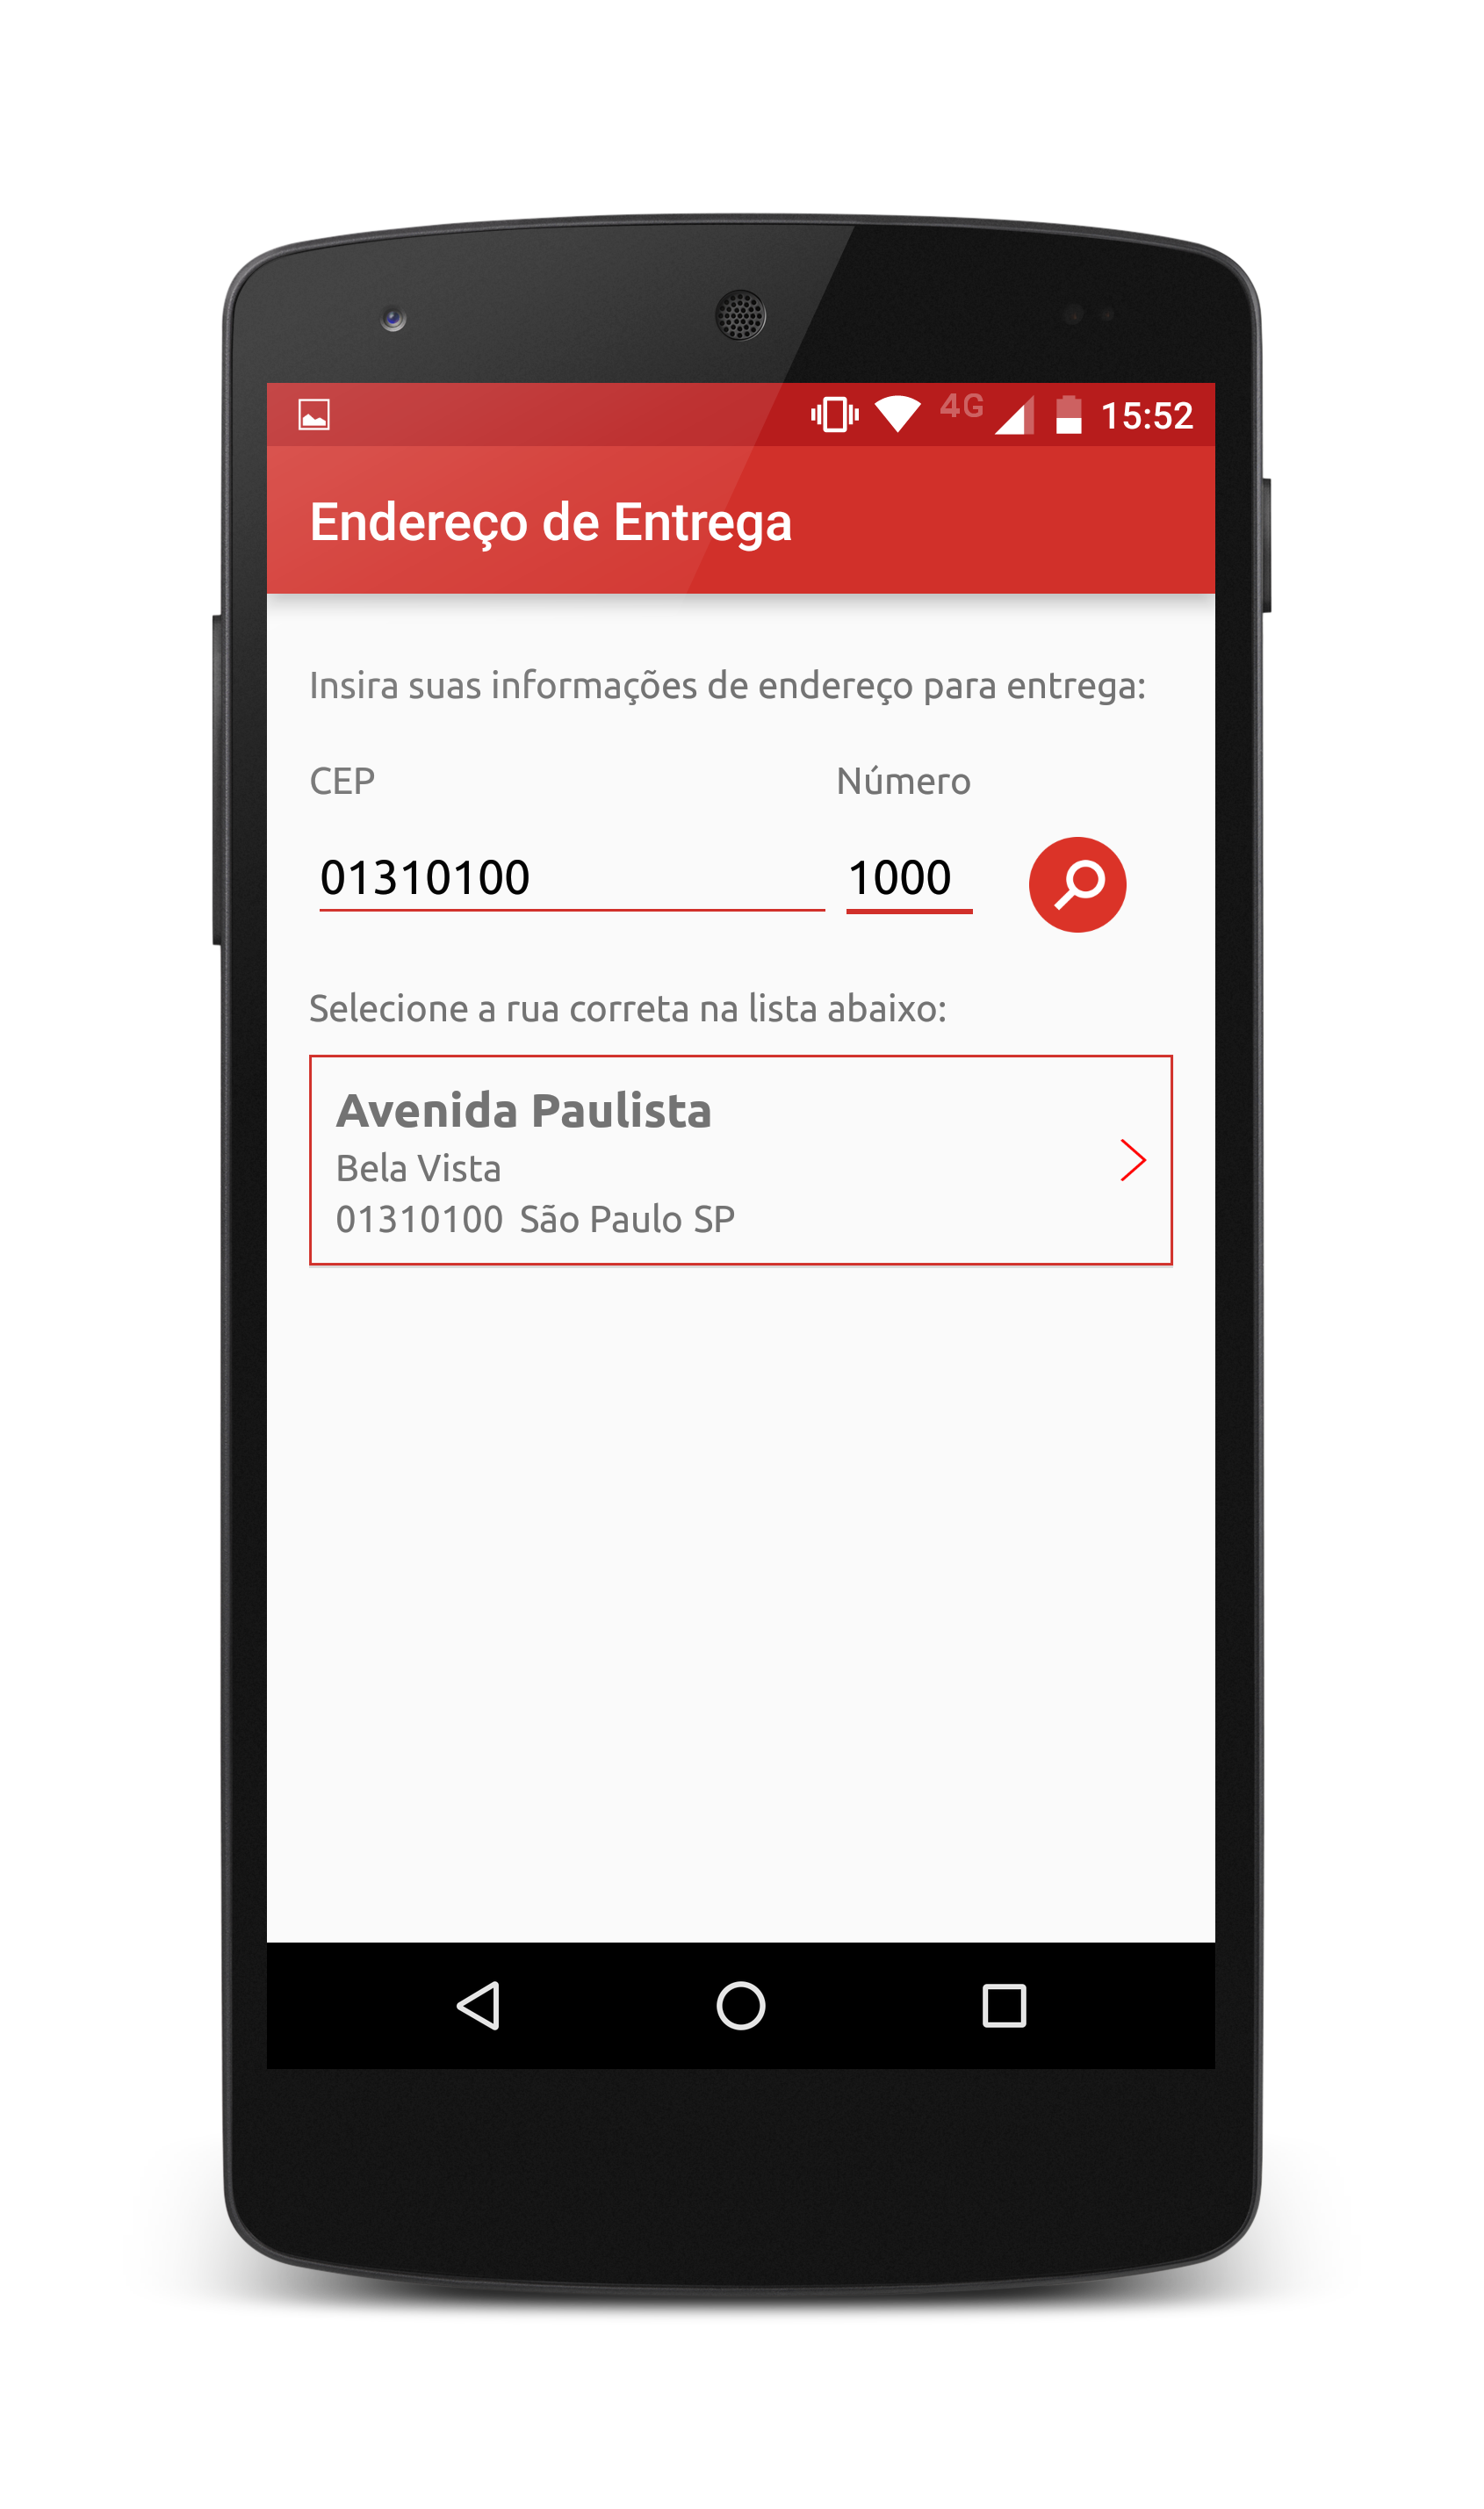 4G 15:52
Endereço de Entrega
Insira suas informações de endereço para entrega:
CEP Número
01310100 1000
Selecione a rua correta na lista abaixo:
Avenida Paulista
Bela Vista
01310100 São Paulo SP